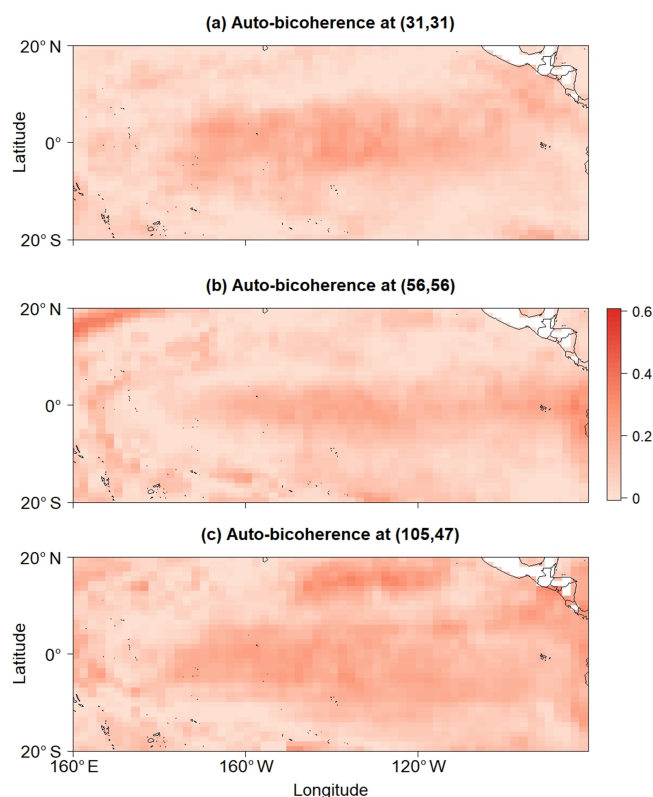 (a) Auto-bicoherence at (31,31)
20° N
0°
20° S
Latitude
(b) Auto-bicoherence at (56,56)
20° N
0°
20° S
0.6
0.4
0.2
0
(c) Auto-bicoherence at (105,47)
20° N
0°
20° S
Latitude
160° E
160° W
120° W
Longitude